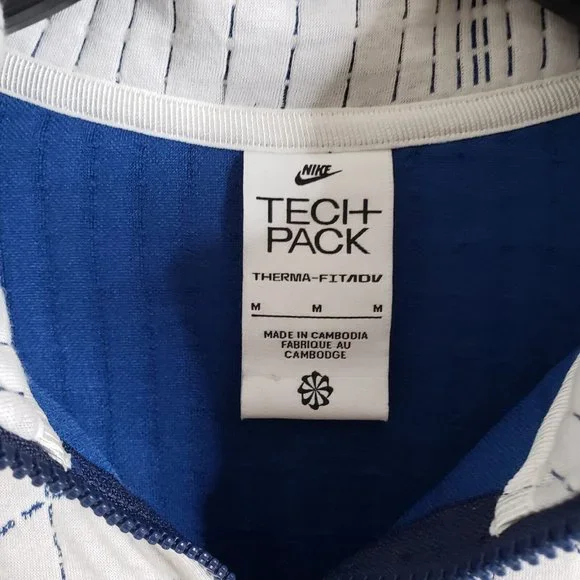 NIKE
TECH
PACK
THERMA-FIT ADV
M M M
MADE IN CAMBODIA
FABRIQUE AU
CAMBODGE